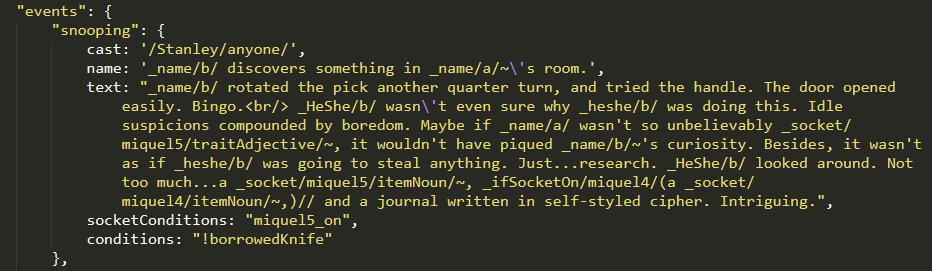 "events": {
"snooping": {
cast: '/Stanley/anyone/',
name: '_name/b/ discovers something in _name/a/~\'s room.',
text: "_name/b/ rotated the pick another quarter turn, and tried the handle. The door opened
easily. Bingo.<br/> _HeShe/b/ wasn\'t even sure why _heshe/b/ was doing this. Idle
suspicions compounded by boredom. Maybe if _name/a/ wasn't so unbelievably _socket/
miquel5/traitAdjective/~, it wouldn't have piqued _name/b/~'s curiosity. Besides, it wasn't
as if _heshe/b/ was going to steal anything. Just...research. _HeShe/b/ looked around. Not
too much...a _socket/miquel5/itemNoun/~, _ifSocketOn/miquel4/(a _socket/
miquel4/itemNoun/~,)// and a journal written in self-styled cipher. Intriguing.",
socketConditions: "miquel5_on",
conditions: "!borrowedKnife"
},